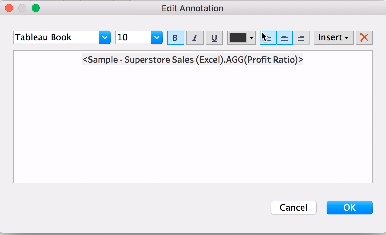 Edit Annotation
Tableau Book 10 B I U Insert
<Sample - Superstore Sales (Excel).AGG(Profit Ratio)>
Cancel OK